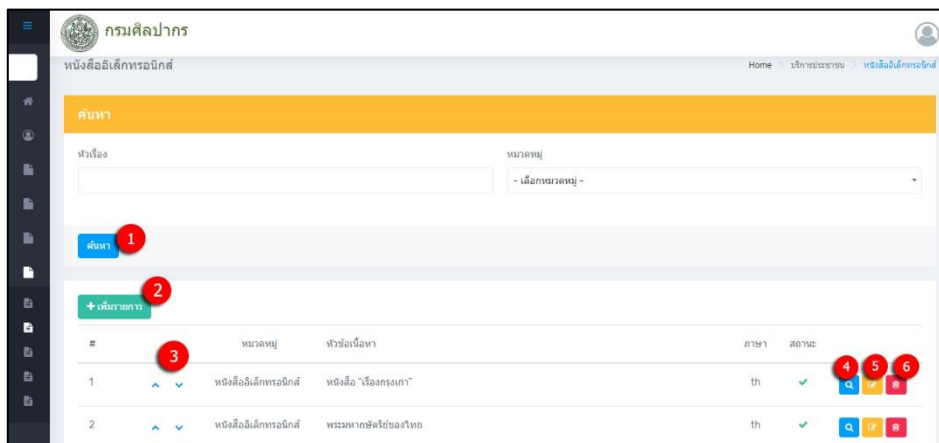 กรมศิลปากร
หนังสืออิเล็กทรอนิกส์
Home บริการประชาชน หนังสืออิเล็กทรอนิกส์
ค้นหา
หัวเรื่อง หมวดหมู่
- เลือกหมวดหมู่ -
ค้นหา 1
2
+ เพิ่มรายการ
# หมวดหมู่ หัวข้อเนื้อหา ภาษา สถานะ
3 4 5 6
1 หนังสืออิเล็กทรอนิกส์ หนังสือ "เรื่องกรุงเก่า" th
2 หนังสืออิเล็กทรอนิกส์ พระมหากษัตริย์ของไทย th